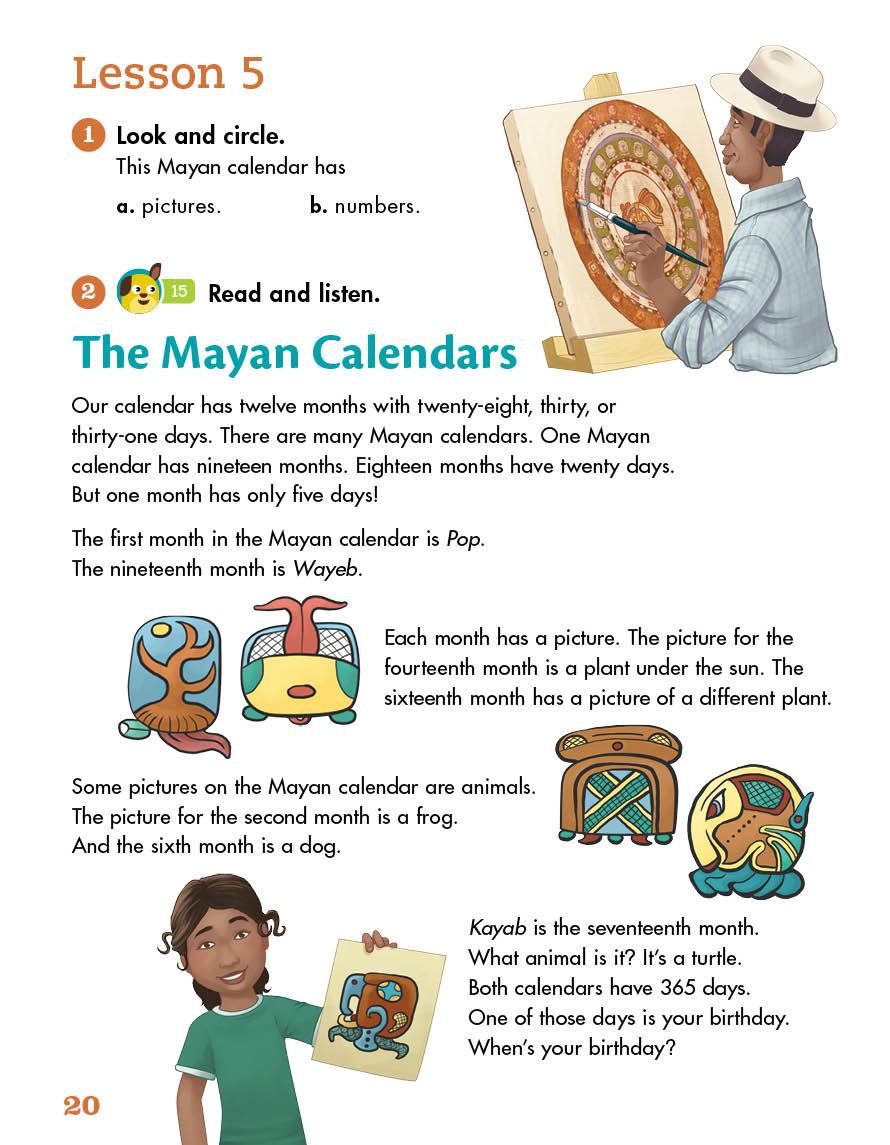 Lesson 5
1 Look and circle.
This Mayan calendar has
a. pictures. b. numbers.
2 15 Read and listen.
The Mayan Calendars
Our calendar has twelve months with twenty-eight, thirty, or
thirty-one days. There are many Mayan calendars. One Mayan
calendar has nineteen months. Eighteen months have twenty days.
But one month has only five days!
The first month in the Mayan calendar is Pop.
The nineteenth month is Wayeb.
Each month has a picture. The picture for the
fourteenth month is a plant under the sun. The
sixteenth month has a picture of a different plant.
Some pictures on the Mayan calendar are animals.
The picture for the second month is a frog.
And the sixth month is a dog.
Kayab is the seventeenth month.
What animal is it? It’s a turtle.
Both calendars have 365 days.
One of those days is your birthday.
When’s your birthday?
20